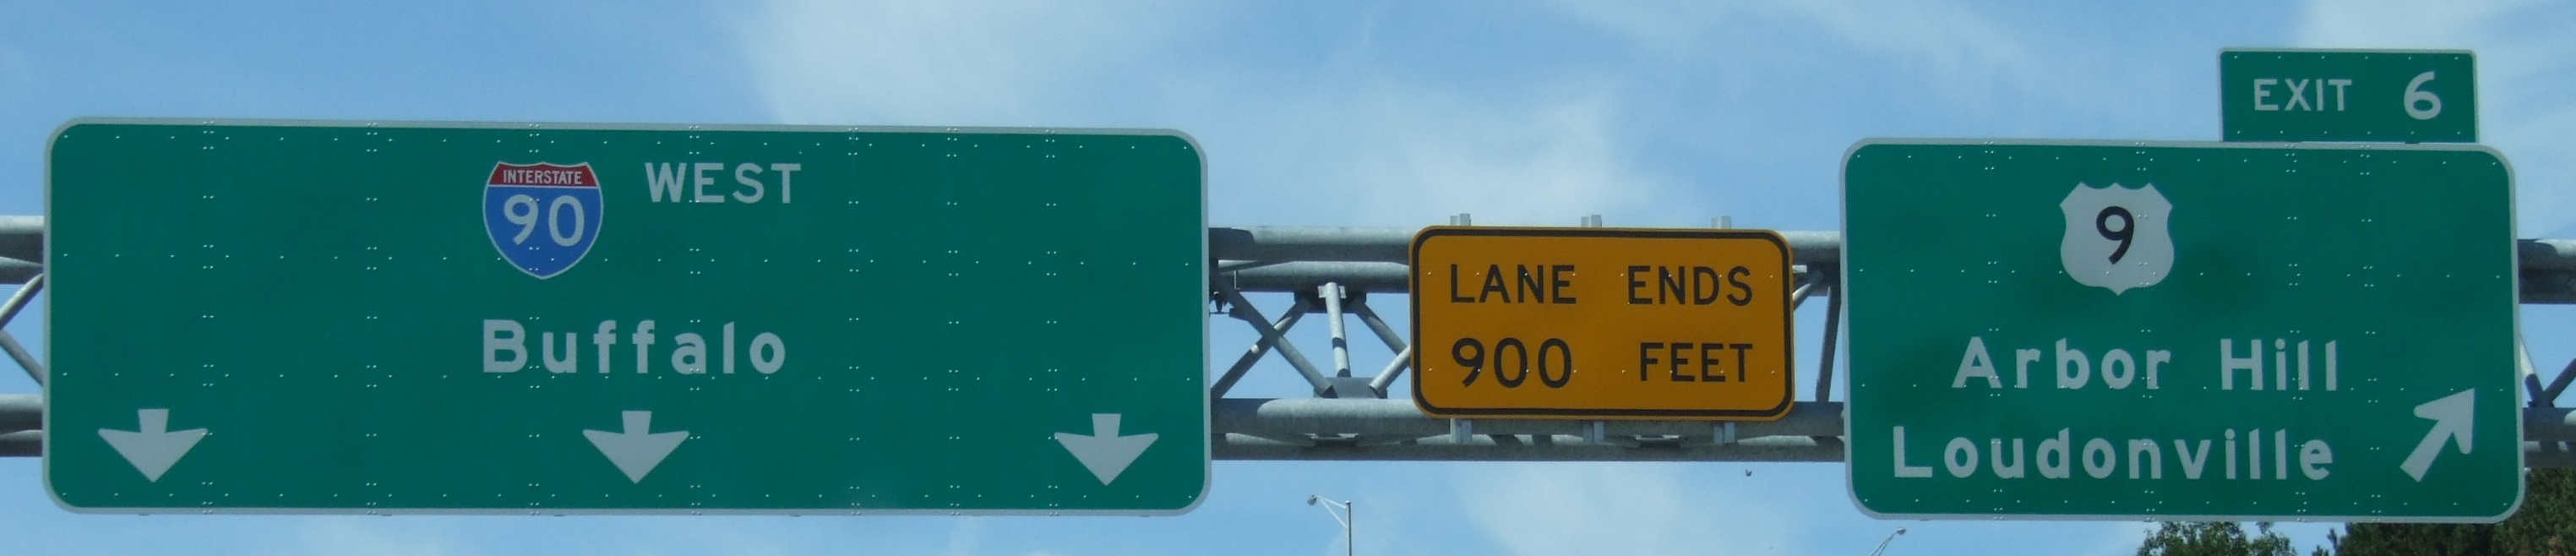 INTERSTATE
90 WEST
Buffalo
LANE ENDS
900 FEET
EXIT 6
9
Arbor Hill
Loudonville